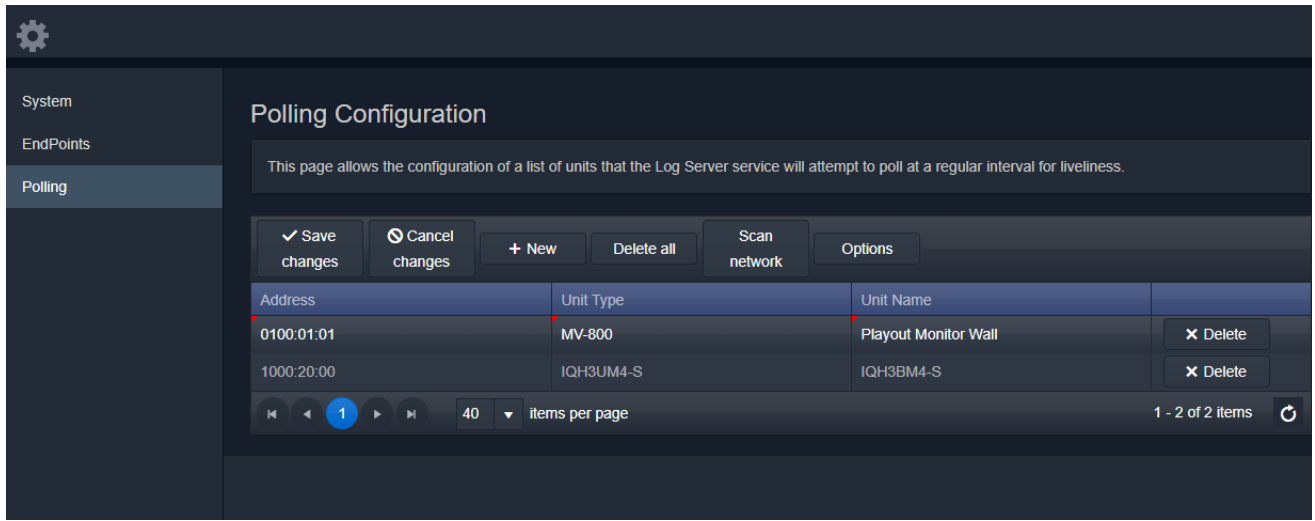 System
EndPoints
Polling
Polling Configuration
This page allows the configuration of a list of units that the Log Server service will attempt to poll at a regular interval for liveliness.
Save changes
Cancel changes
New
Delete all
Scan network
Options
Address Unit Type Unit Name
0100:01:01 MV-800 Playout Monitor Wall Delete
1000:20:00 IQH3UM4-S IQH3BM4-S Delete
1 40 items per page 1 - 2 of 2 items